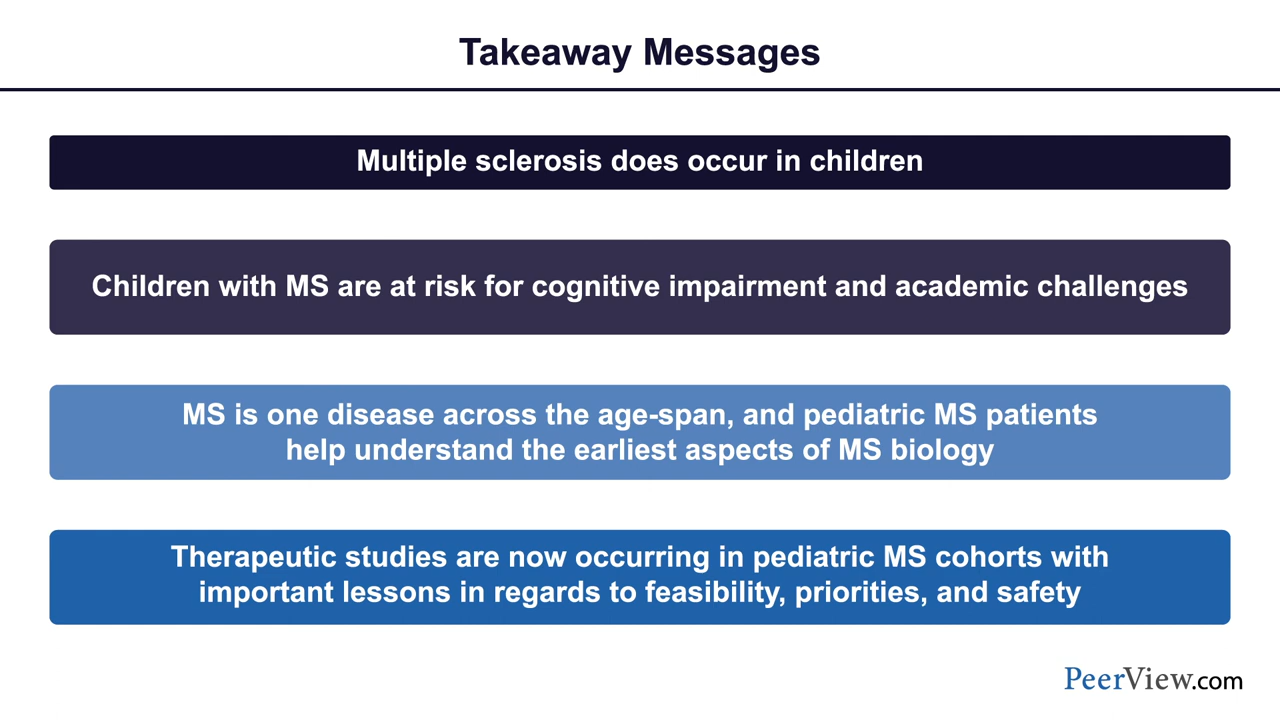 Takeaway Messages
Multiple sclerosis does occur in children
Children with MS are at risk for cognitive impairment and academic challenges
MS is one disease across the age-span, and pediatric MS patients
help understand the earliest aspects of MS biology
Therapeutic studies are now occurring in pediatric MS cohorts with
important lessons in regards to feasibility, priorities, and safety
PeerView.com